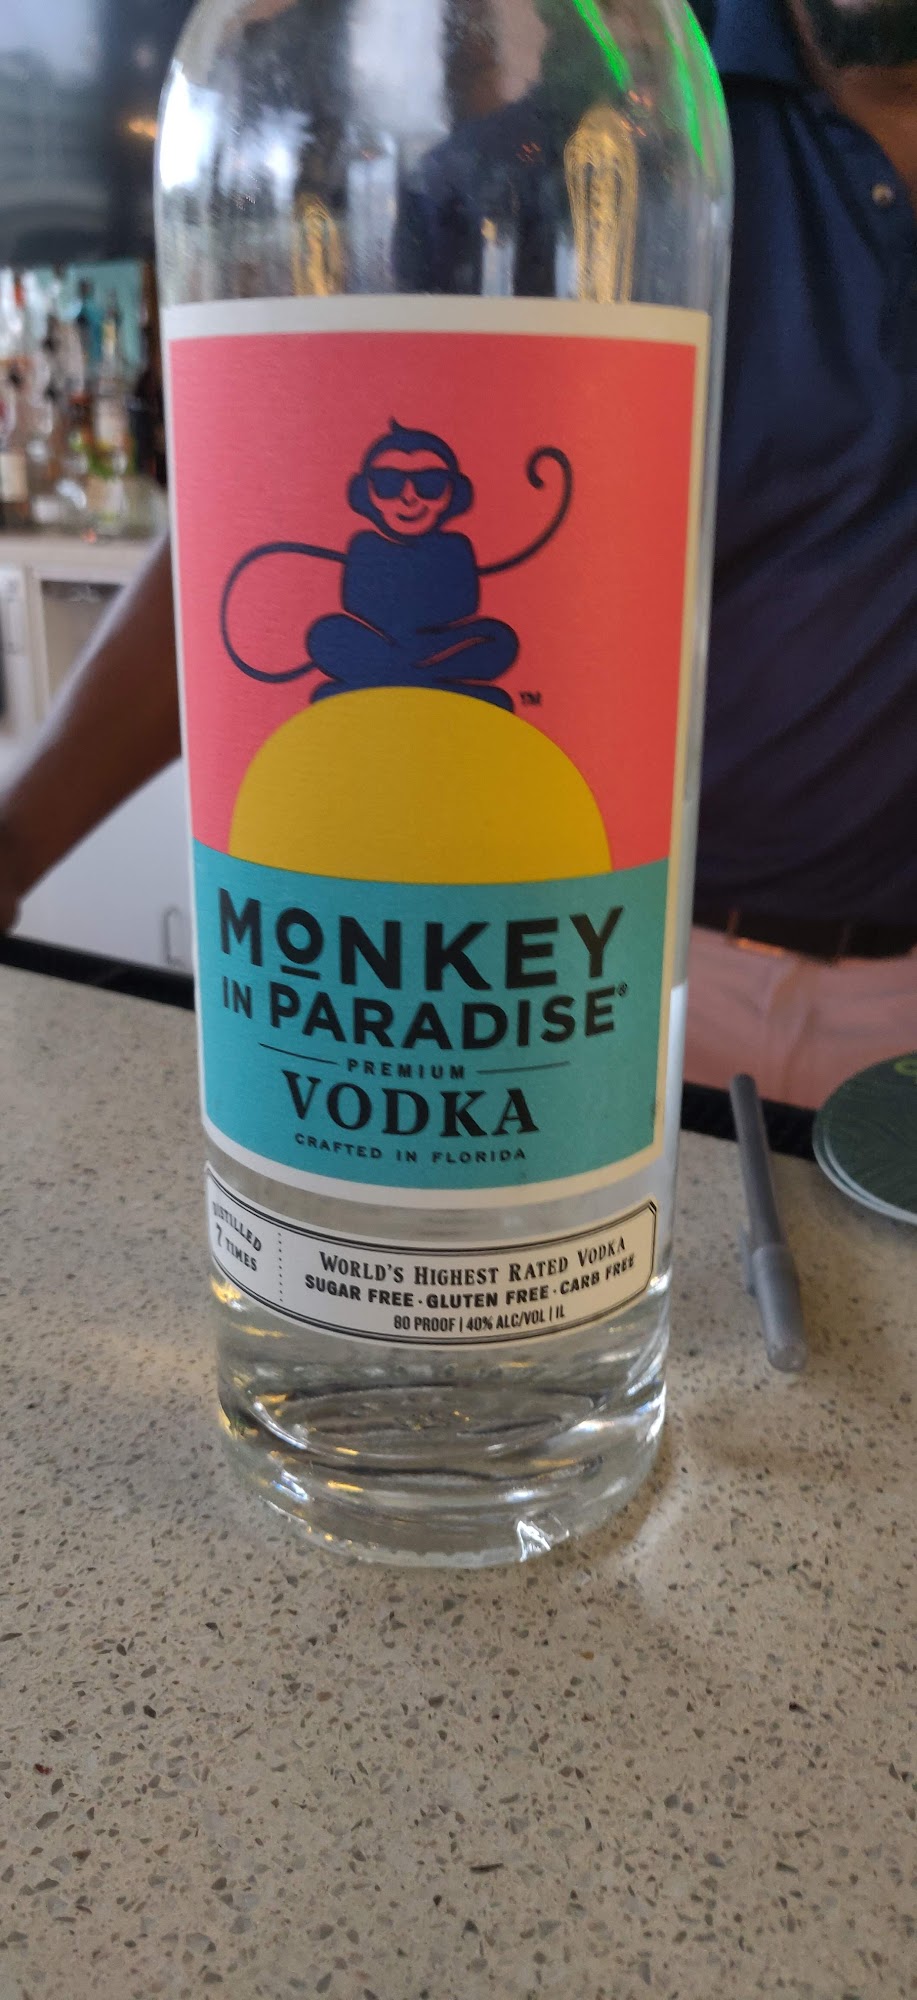 TM
MONKEY
IN PARADISE®
PREMIUM
VODKA
CRAFTED IN FLORIDA
DISTILLED
7 TIMES
WORLD'S HIGHEST RATED VODKA
SUGAR FREE · GLUTEN FREE · CARB FREE
80 PROOF | 40% ALC/VOL | 1L